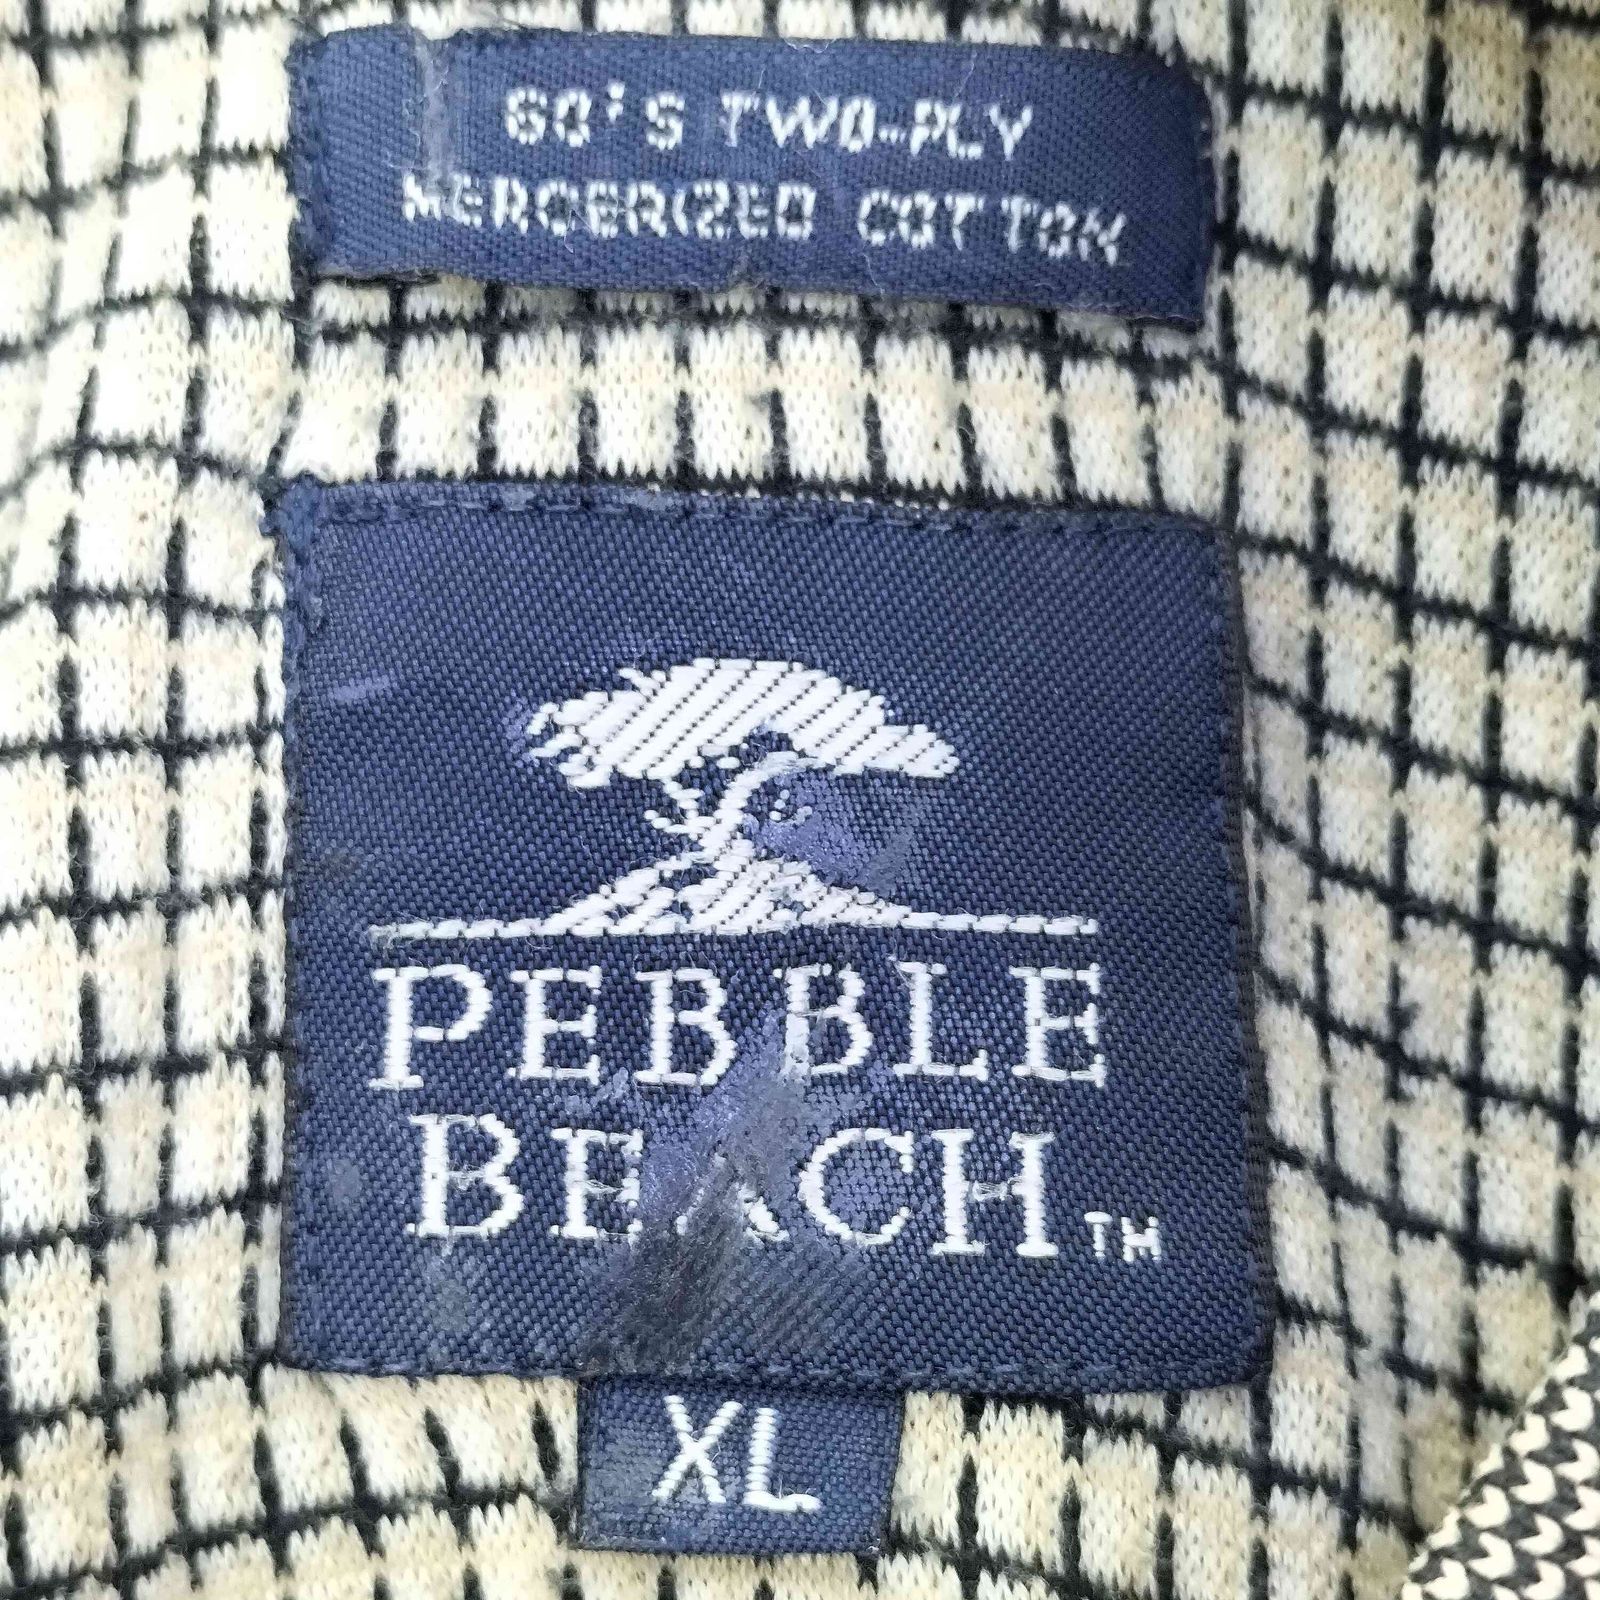 60'S TWO-PLY
MERCERIZED COTTON
PEBBLE
BEACH TM
XL